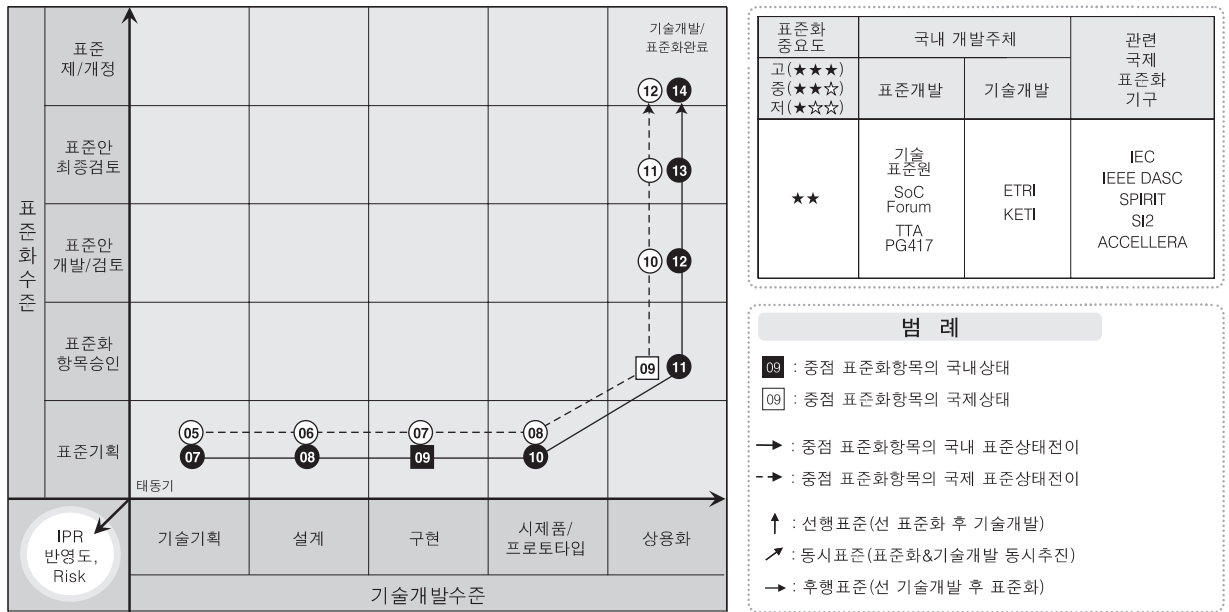 기술개발/
표준화완료
표준
제/개정
12 14
표준안
최종검토
11 13
표준화수준
표준안
개발/검토
10 12
표준화
항목승인
09 11
표준기획
05 06 07 08
07 08 09 10
태동기
IPR
반영도,
Risk
기술기획
설계
구현
시제품/
프로토타입
상용화
기술개발수준
표준화
중요도
국내 개발주체
관련
국제
표준화
기구
고(★★★)
중(★★☆)
저(★☆☆)
표준개발
기술개발
★★
기술
표준원
SoC
Forum
TTA
PG417
ETRI
KETI
IEC
IEEE DASC
SPIRIT
SI2
ACCELLERA
범 례
09 : 중점 표준화항목의 국내상태
09 : 중점 표준화항목의 국제상태
→ : 중점 표준화항목의 국내 표준상태전이
--→ : 중점 표준화항목의 국제 표준상태전이
↑ : 선행표준(선 표준화 후 기술개발)
↗ : 동시표준(표준화&기술개발 동시추진)
→ : 후행표준(선 기술개발 후 표준화)